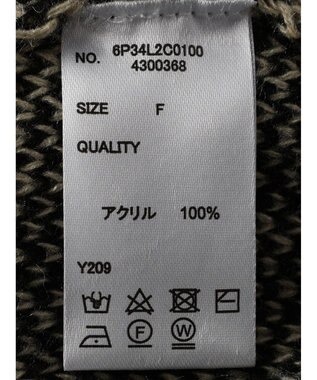 NO. 6P34L2C0100
4300368
SIZE F
QUALITY
アクリル 100%
Y209
F W